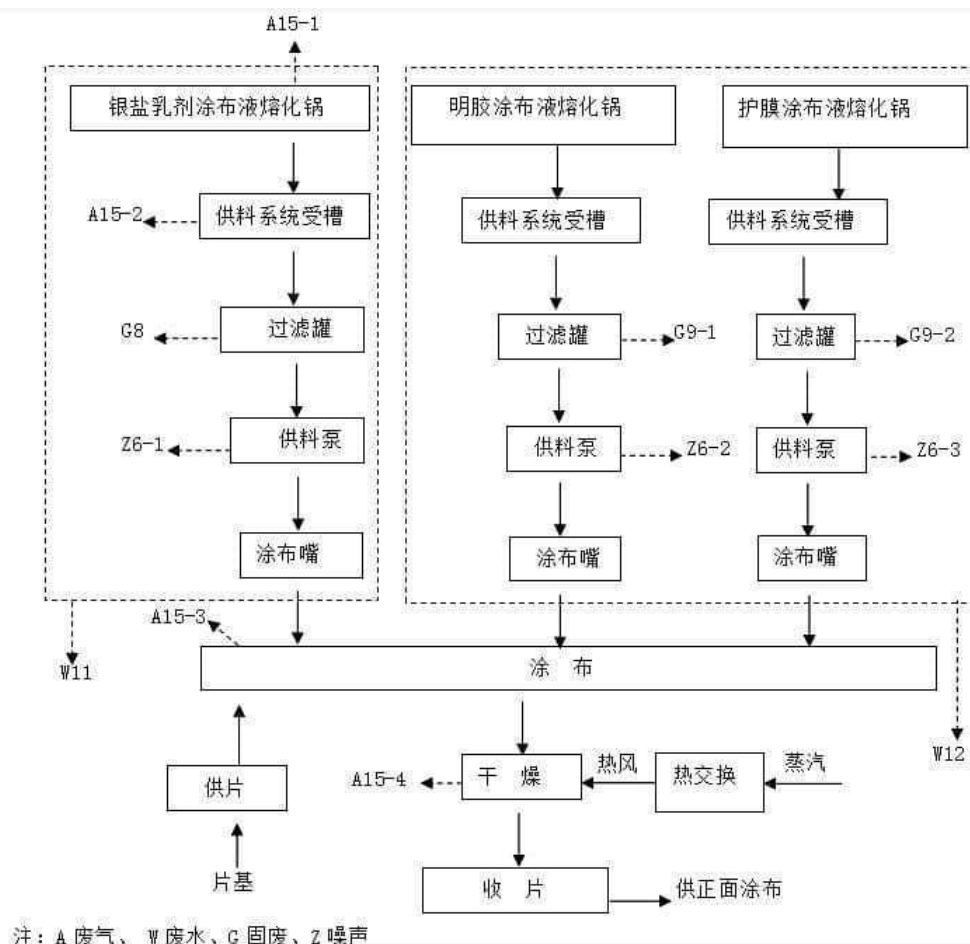 A15-1
银盐乳剂涂布液熔化锅
明胶涂布液熔化锅
护膜涂布液熔化锅
A15-2
供料系统受槽
供料系统受槽
供料系统受槽
G8
过滤罐
过滤罐
G9-1
过滤罐
G9-2
Z6-1
供料泵
供料泵
Z6-2
供料泵
Z6-3
涂布嘴
涂布嘴
涂布嘴
A15-3
W11
涂 布
W12
A15-4
干 燥
热风
热交换
蒸汽
供片
片基
收 片
供正面涂布
注：A 废气、 W 废水、G 固废、Z 噪声